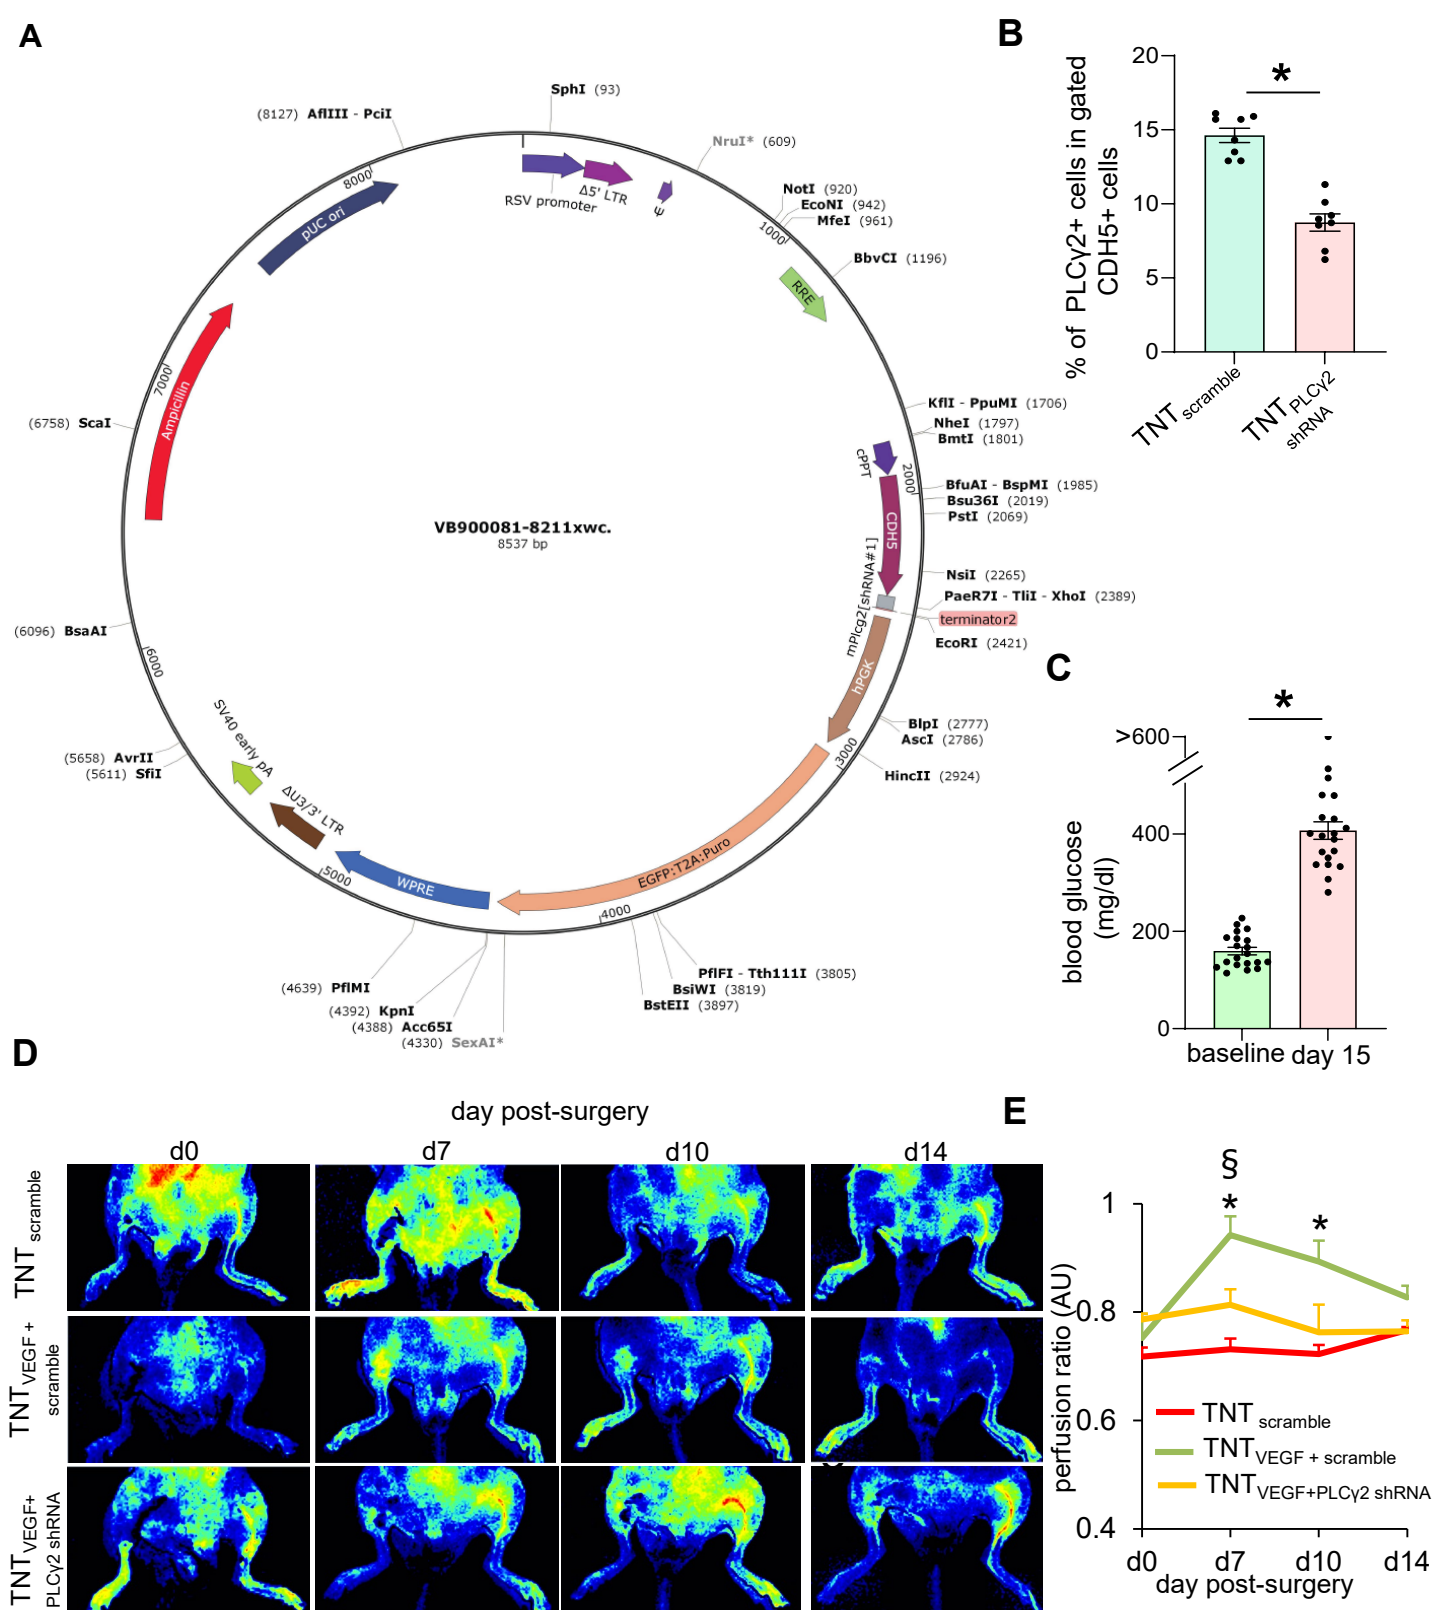 A
SphI (93)
(8127) AflIII - PciI
NruI* (609)
8000
RSV promoter
Δ5' LTR
Ψ
pUC ori
NotI (920)
EcoNI (942)
MfeI (961)
1000
BbvCI (1196)
RRE
7000
Ampicillin
(6758) ScaI
KflI - PpuMI (1706)
NheI (1797)
BmtI (1801)
cPPT
2000
BfuAI - BspMI (1985)
Bsu36I (2019)
PstI (2069)
CDH5
VB900081-8211xwc.
8537 bp
mPlcg2[shRNA#1]
NsiI (2265)
PaeR7I - TliI - XhoI (2389)
terminator2
EcoRI (2421)
(6096) BsaAI
6000
hPGK
BlpI (2777)
AscI (2786)
3000
HincII (2924)
SV40 early pA
(5658) AvrII
(5611) SfiI
ΔU3/3' LTR
5000
WPRE
EGFP:T2A:Puro
4000
PflFI - Tth111I (3805)
BsiWI (3819)
BstEII (3897)
(4639) PflMI
(4392) KpnI
(4388) Acc65I
(4330) SexAI*
B
% of PLCγ2+ cells in gated
CDH5+ cells
20
15
10
5
0
*
TNT scramble
TNT PLCγ2
shRNA
C
blood glucose
(mg/dl)
>600
400
200
0
*
baseline day 15
D
day post-surgery
d0 d7 d10 d14
TNT scramble
TNT VEGF +
scramble
TNT VEGF+
PLCγ2 shRNA
E
perfusion ratio (AU)
1
0.8
0.6
0.4
§
*
*
TNT scramble
TNT VEGF + scramble
TNT VEGF+PLCγ2 shRNA
d0 d7 d10 d14
day post-surgery